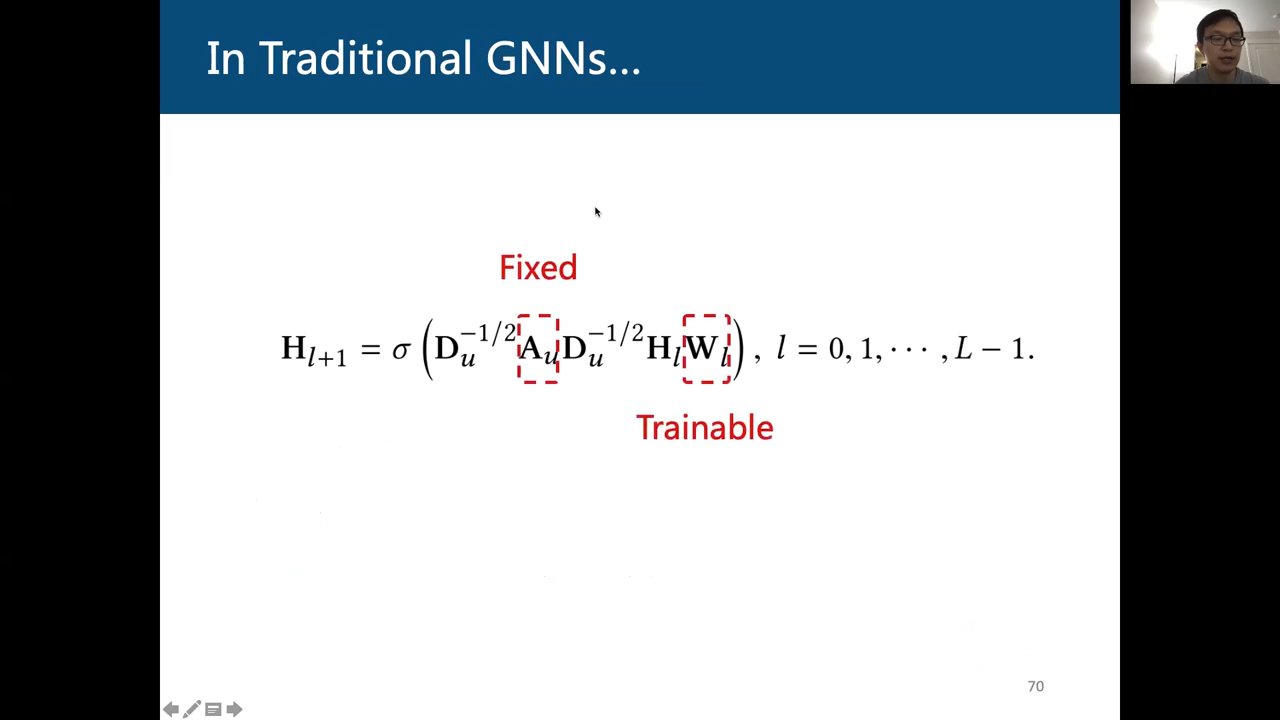 In Traditional GNNs...
Fixed
H_{l+1} = σ ( D_u^{-1/2} A_u D_u^{-1/2} H_l W_l ) , l = 0, 1, ⋯ , L − 1.
Trainable
70